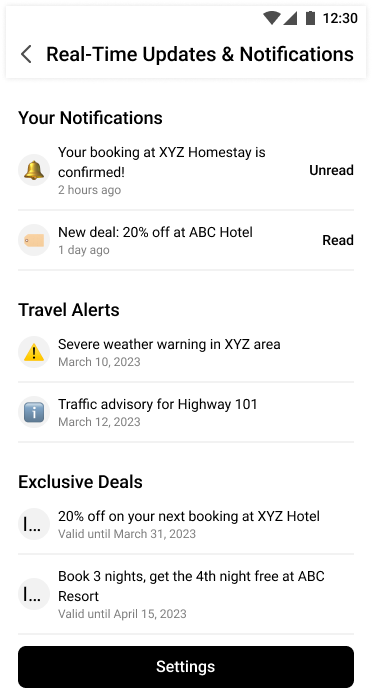 12:30
Real-Time Updates & Notifications
Your Notifications
Your booking at XYZ Homestay is
confirmed!
Unread
2 hours ago
New deal: 20% off at ABC Hotel
Read
1 day ago
Travel Alerts
Severe weather warning in XYZ area
March 10, 2023
Traffic advisory for Highway 101
March 12, 2023
Exclusive Deals
I...
20% off on your next booking at XYZ Hotel
Valid until March 31, 2023
I...
Book 3 nights, get the 4th night free at ABC
Resort
Valid until April 15, 2023
Settings